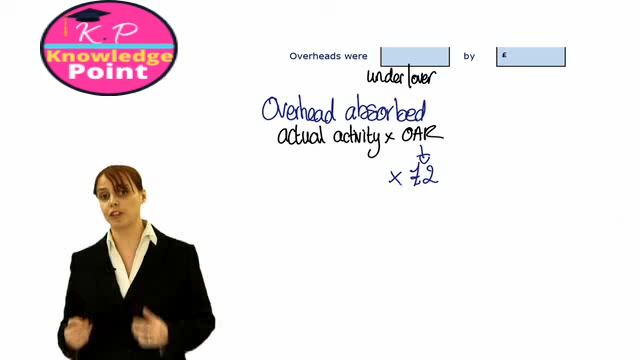 K.P
Knowledge
Point
Overheads were by £
under/over
Overhead absorbed
actual activity x OAR
x £2